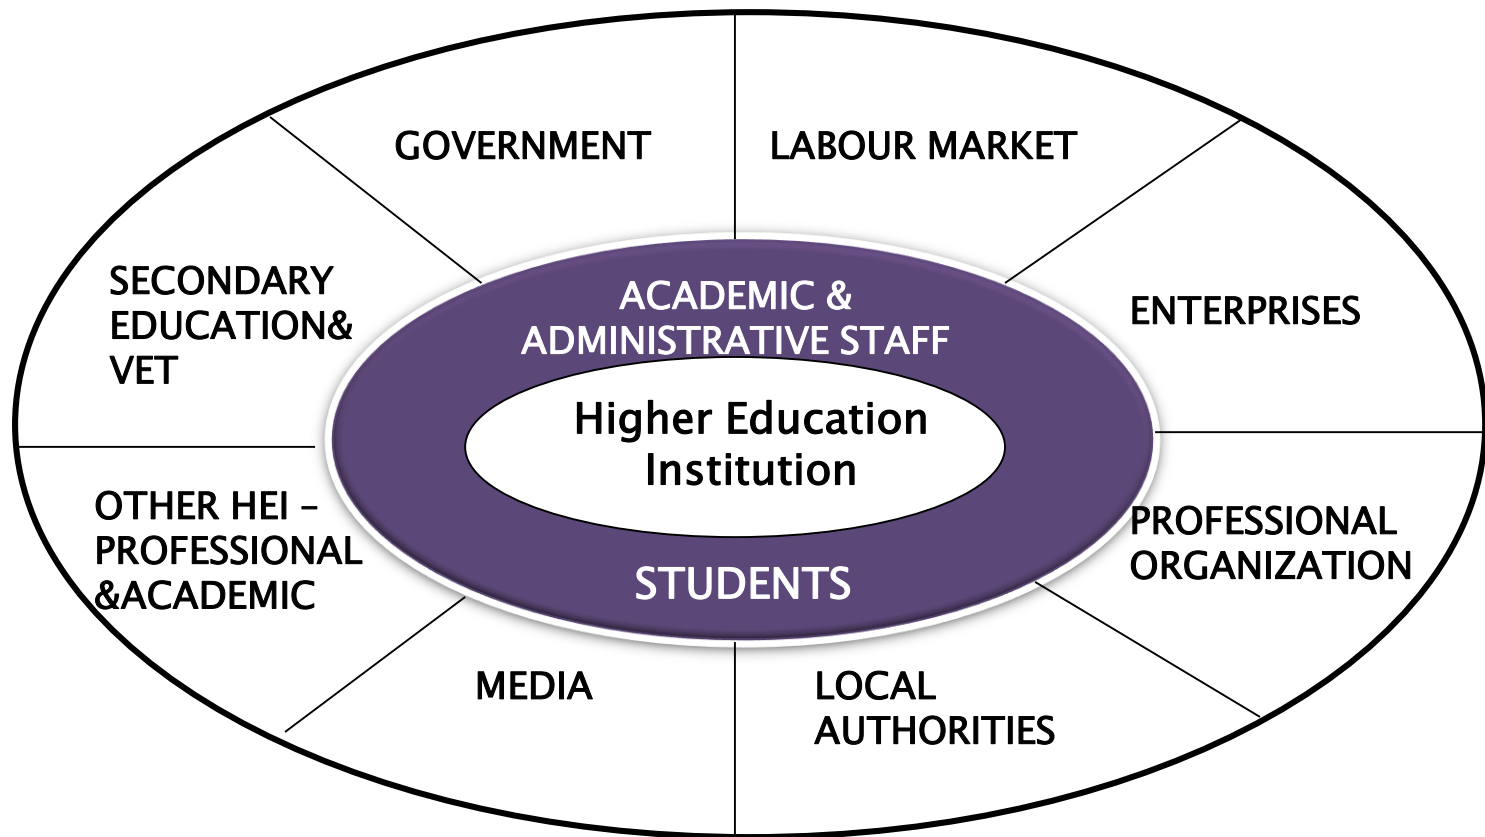 GOVERNMENT
LABOUR MARKET
SECONDARY
EDUCATION&
VET
ACADEMIC &
ADMINISTRATIVE STAFF
ENTERPRISES
Higher Education
Institution
OTHER HEI –
PROFESSIONAL
&ACADEMIC
PROFESSIONAL
ORGANIZATION
STUDENTS
MEDIA
LOCAL
AUTHORITIES